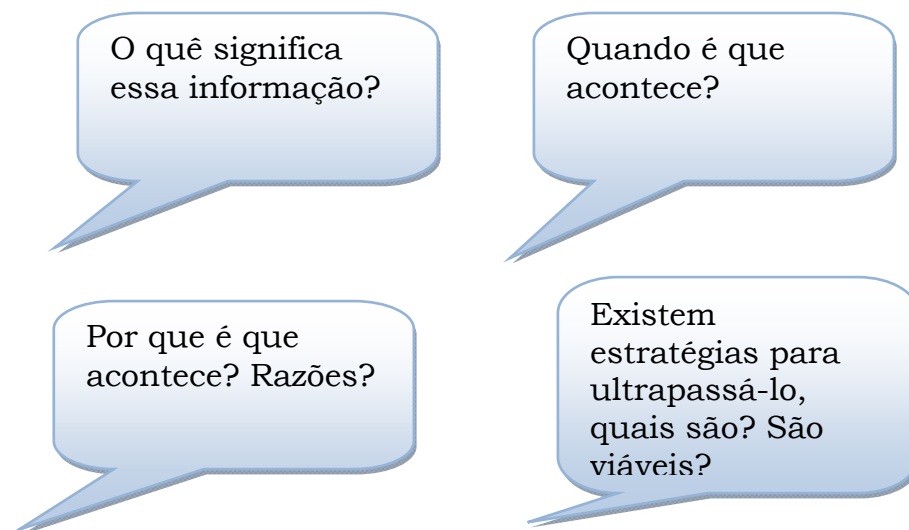 O quê significa
essa informação?
Quando é que
acontece?
Por que é que
acontece? Razões?
Existem
estratégias para
ultrapassá-lo,
quais são? São
viáveis?